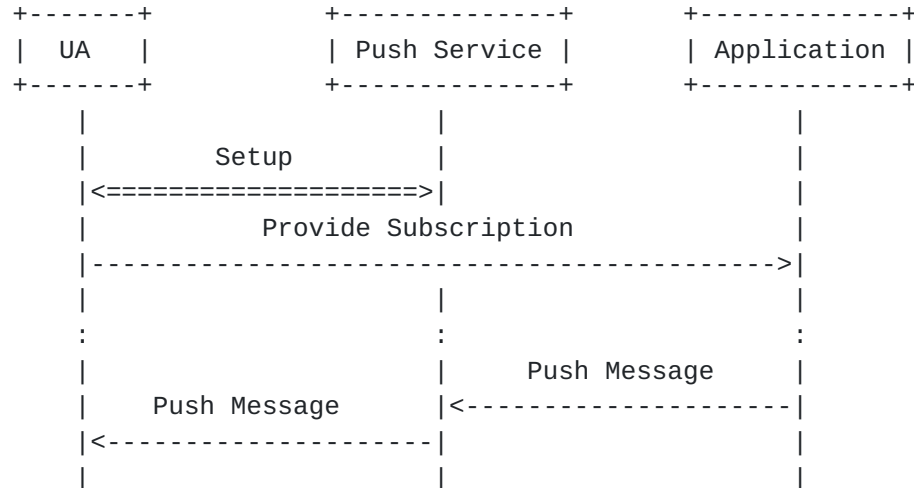 UA Push Service Application
Setup
Provide Subscription
Push Message
Push Message